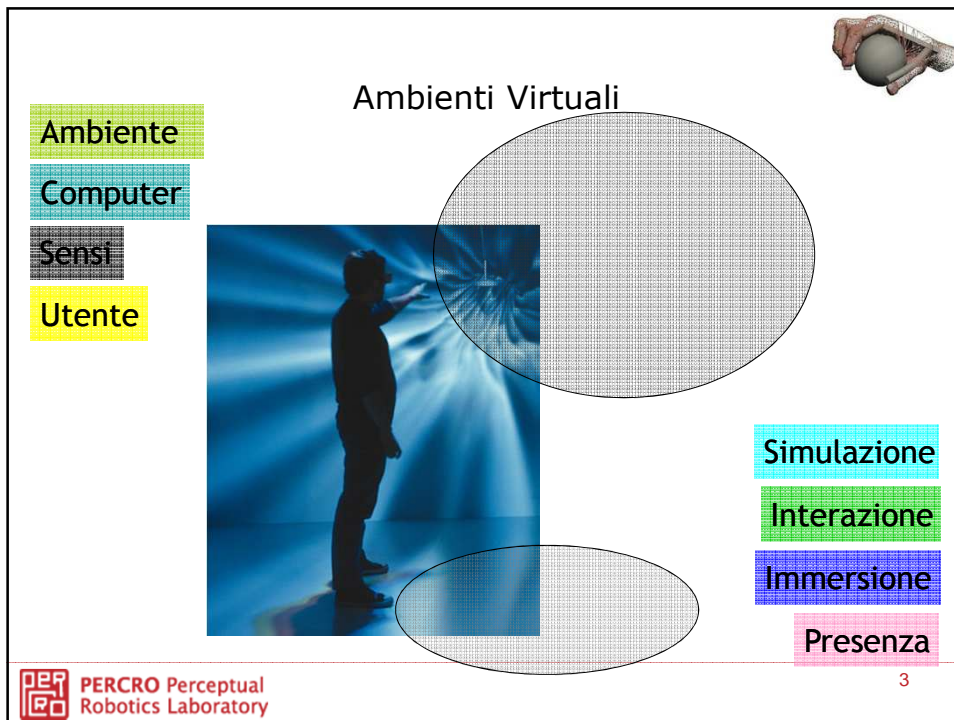 Ambienti Virtuali
Ambiente
Computer
Sensi
Utente
Simulazione
Interazione
Immersione
Presenza
PERCRO Perceptual
Robotics Laboratory
3